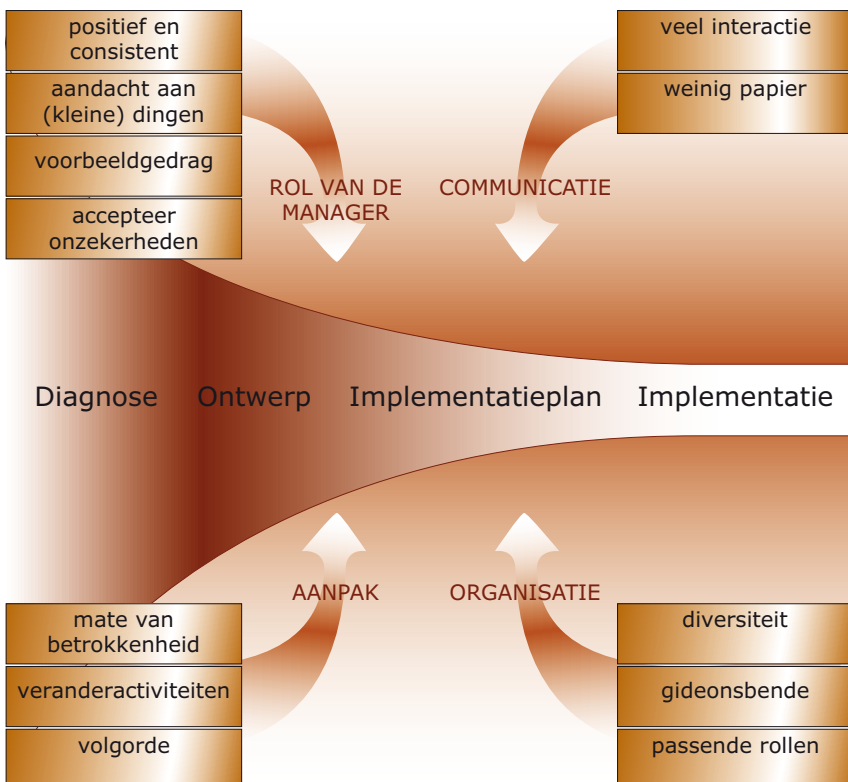 positief en
consistent
aandacht aan
(kleine) dingen
voorbeeldgedrag
accepteer
onzekerheden
veel interactie
weinig papier
ROL VAN DE
MANAGER
COMMUNICATIE
Diagnose Ontwerp Implementatieplan Implementatie
AANPAK
ORGANISATIE
mate van
betrokkenheid
veranderactiviteiten
volgorde
diversiteit
gideonsbende
passende rollen